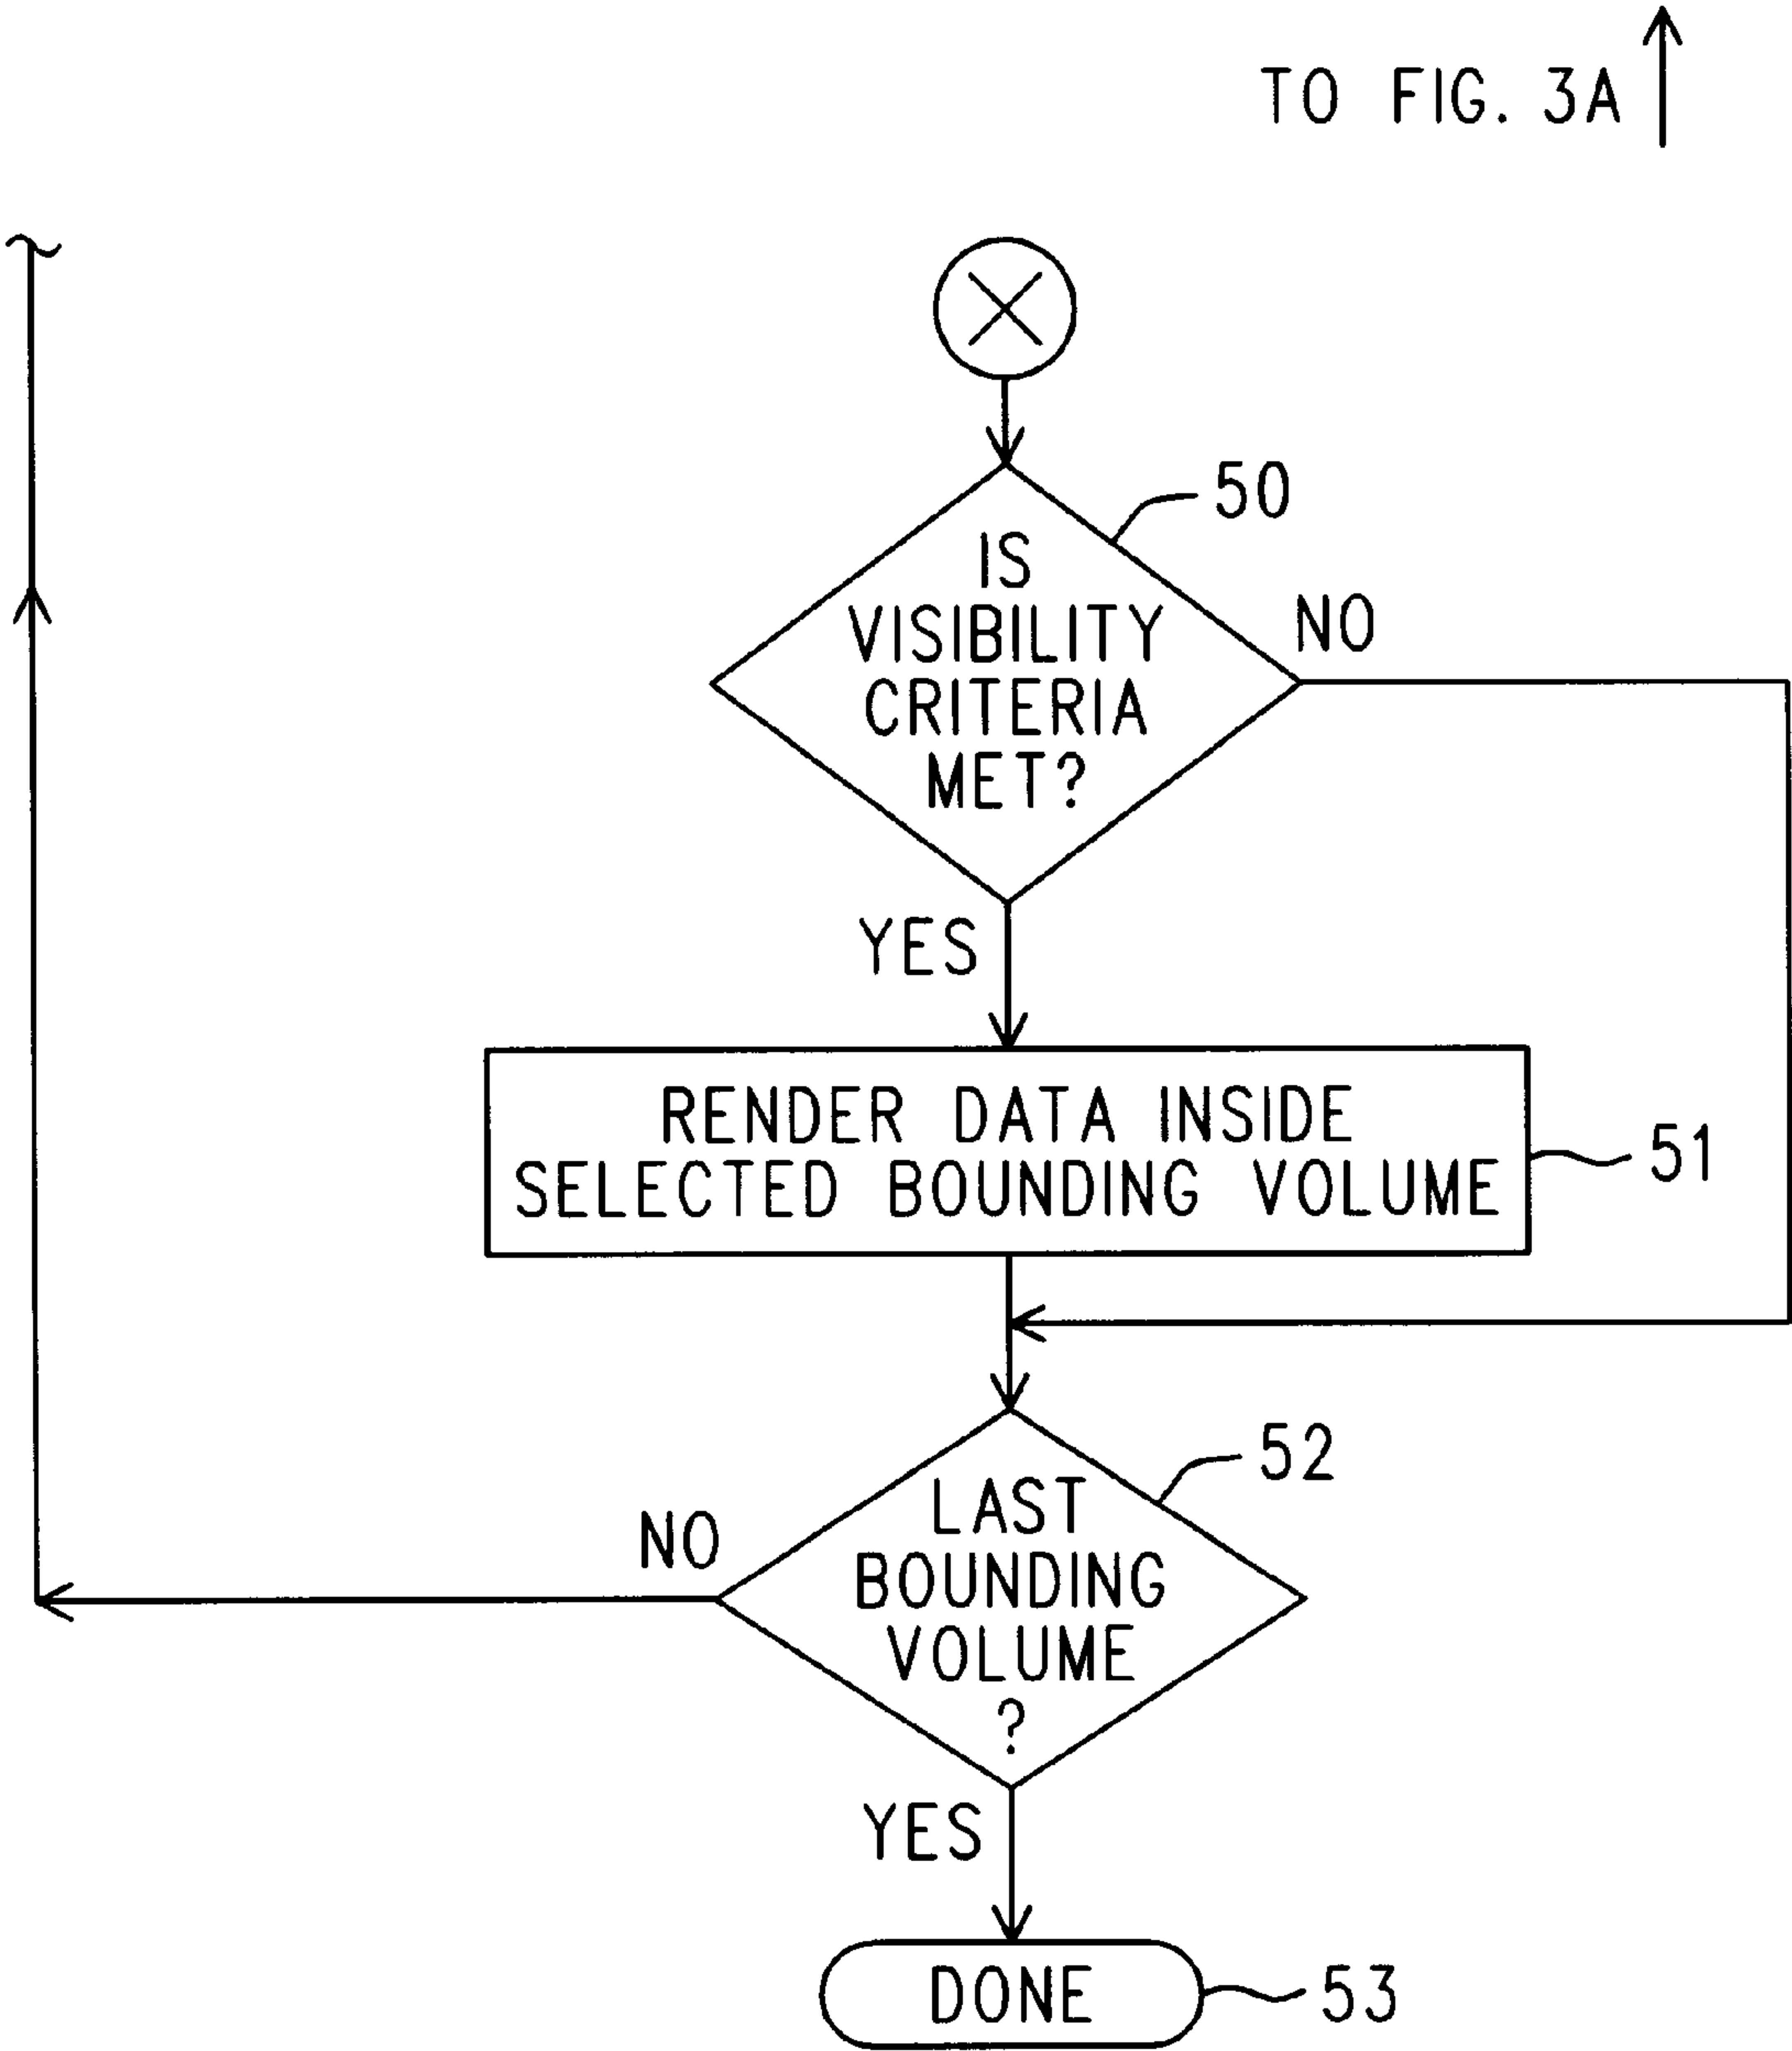 TO FIG. 3A
50
IS
VISIBILITY
CRITERIA
MET?
NO
YES
RENDER DATA INSIDE
SELECTED BOUNDING VOLUME
51
52
LAST
BOUNDING
VOLUME
?
NO
YES
DONE
53